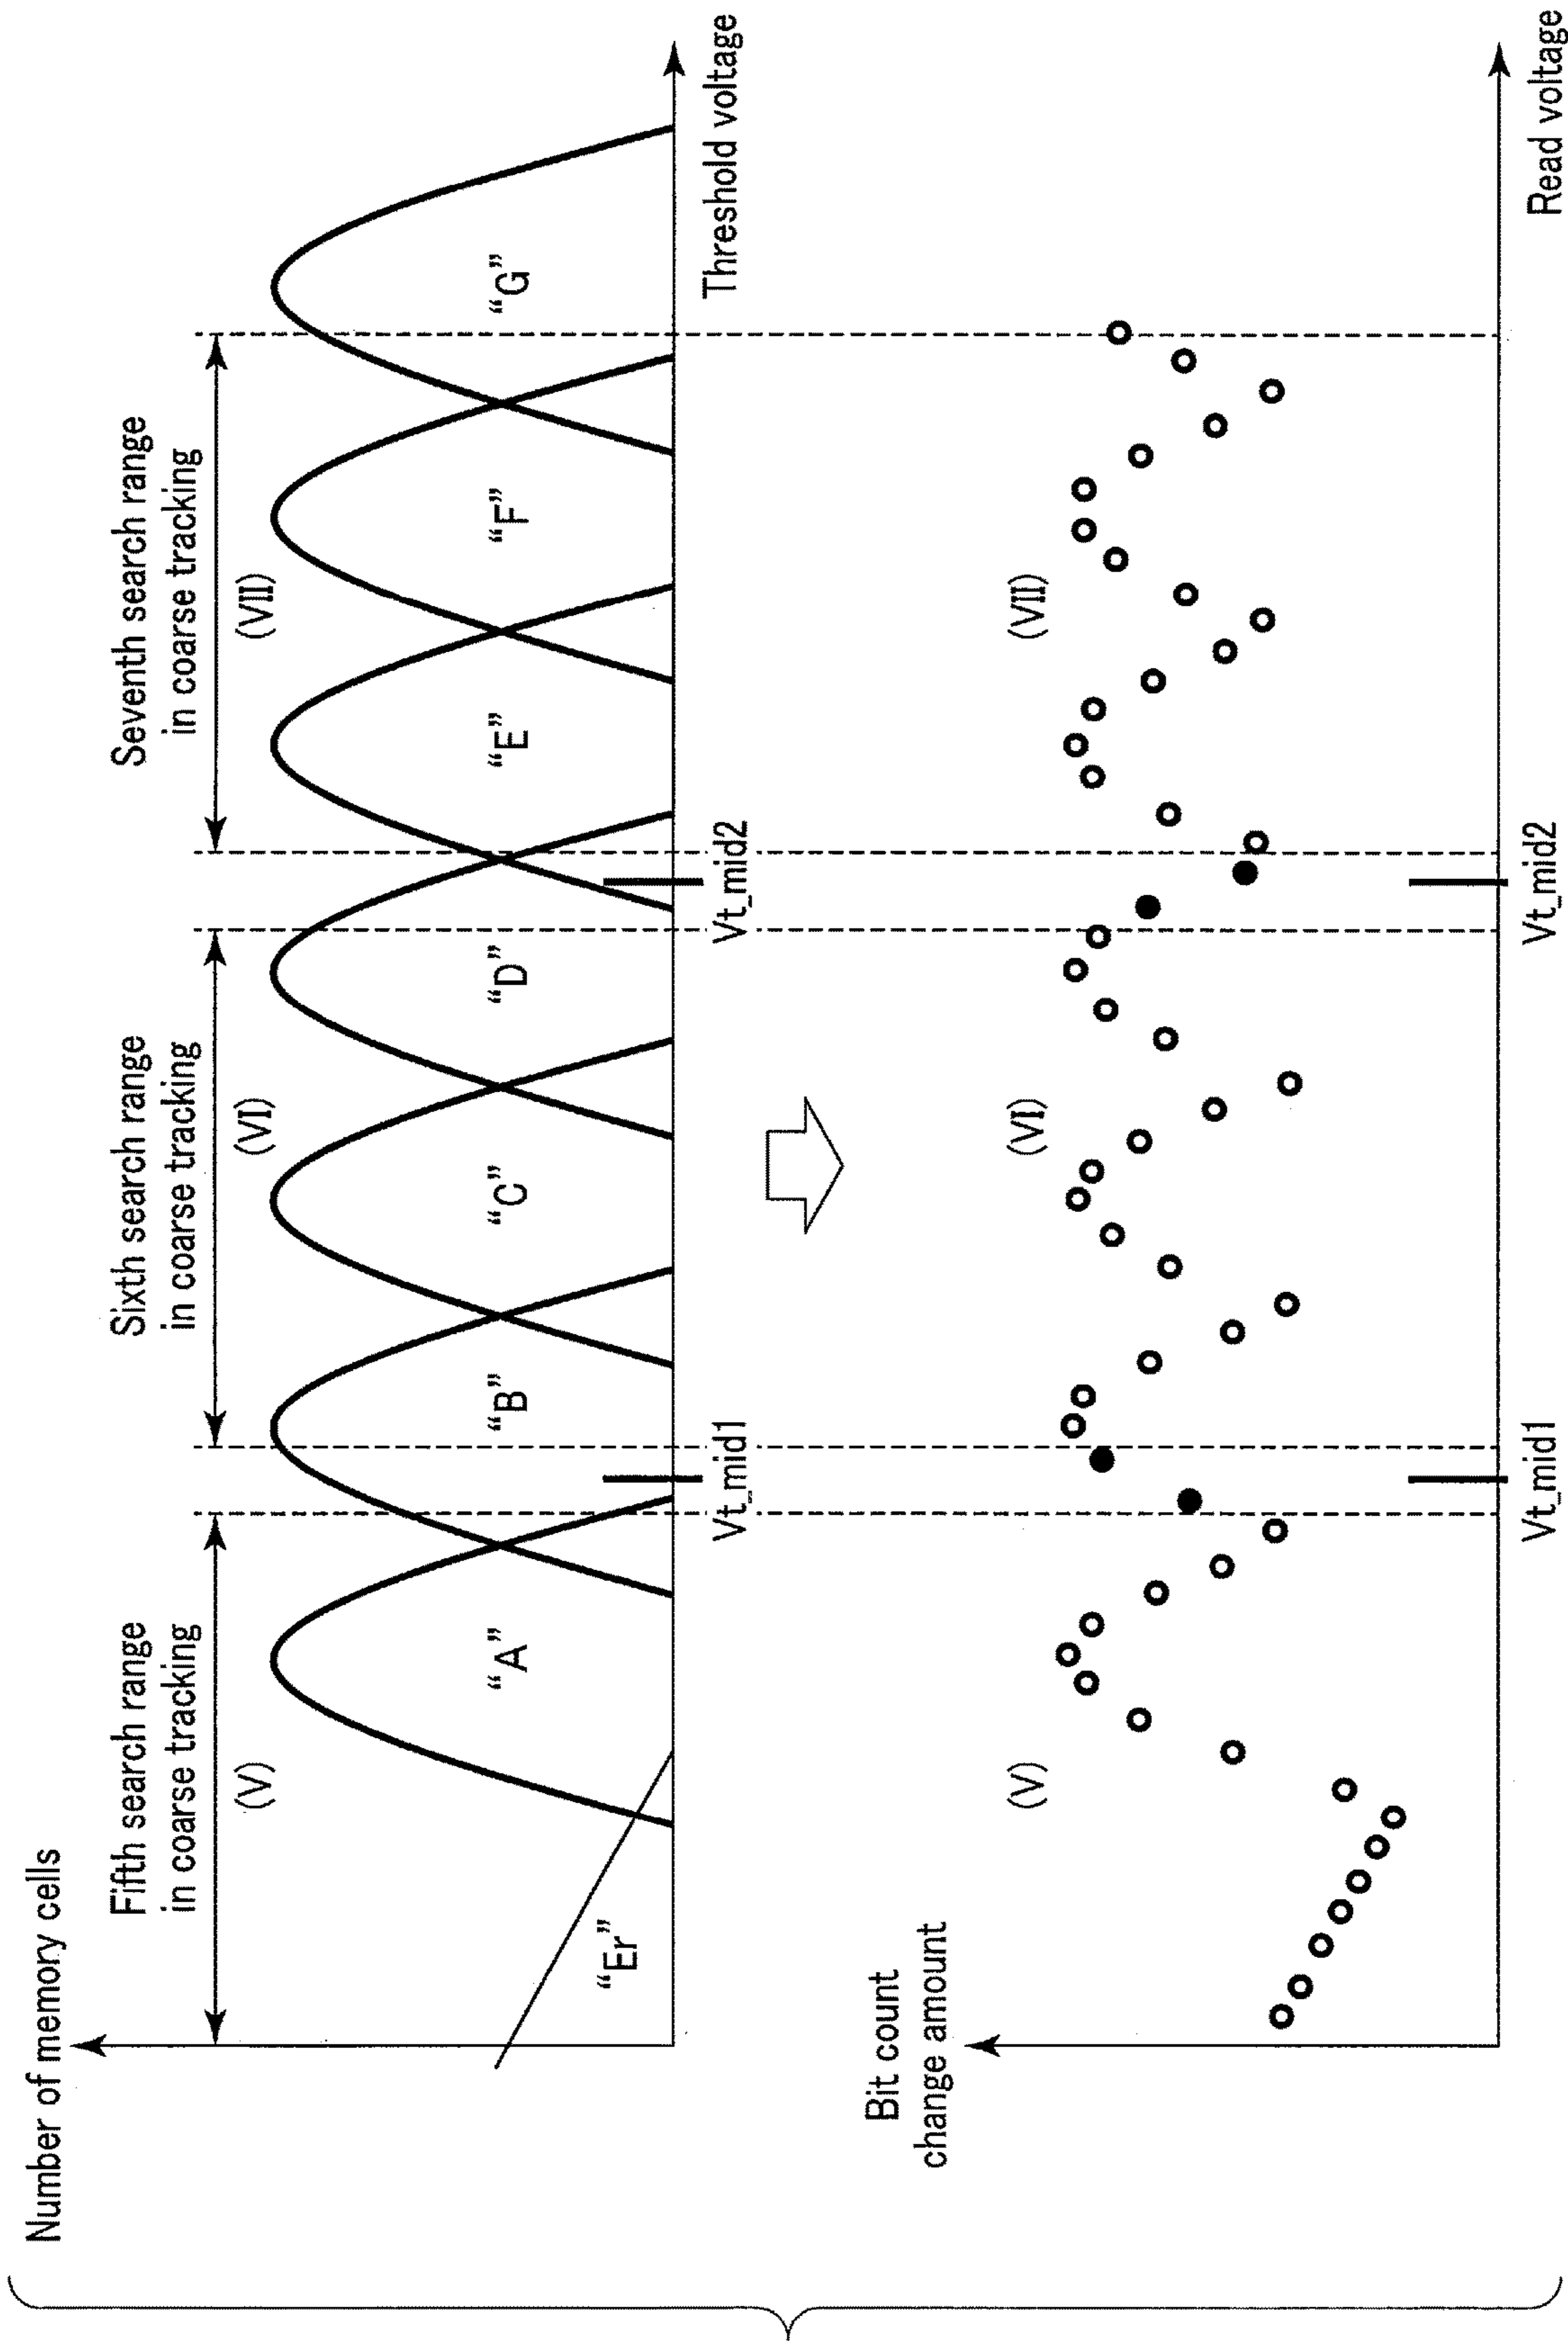 Number of memory cells
Fifth search range
in coarse tracking
Sixth search range
in coarse tracking
Seventh search range
in coarse tracking
(V)
(VI)
(VII)
“Er”
“A”
“B”
“C”
“D”
“E”
“F”
“G”
Vt_mid1
Vt_mid2
Threshold voltage
Bit count
change amount
(V)
(VI)
(VII)
Vt_mid1
Vt_mid2
Read voltage